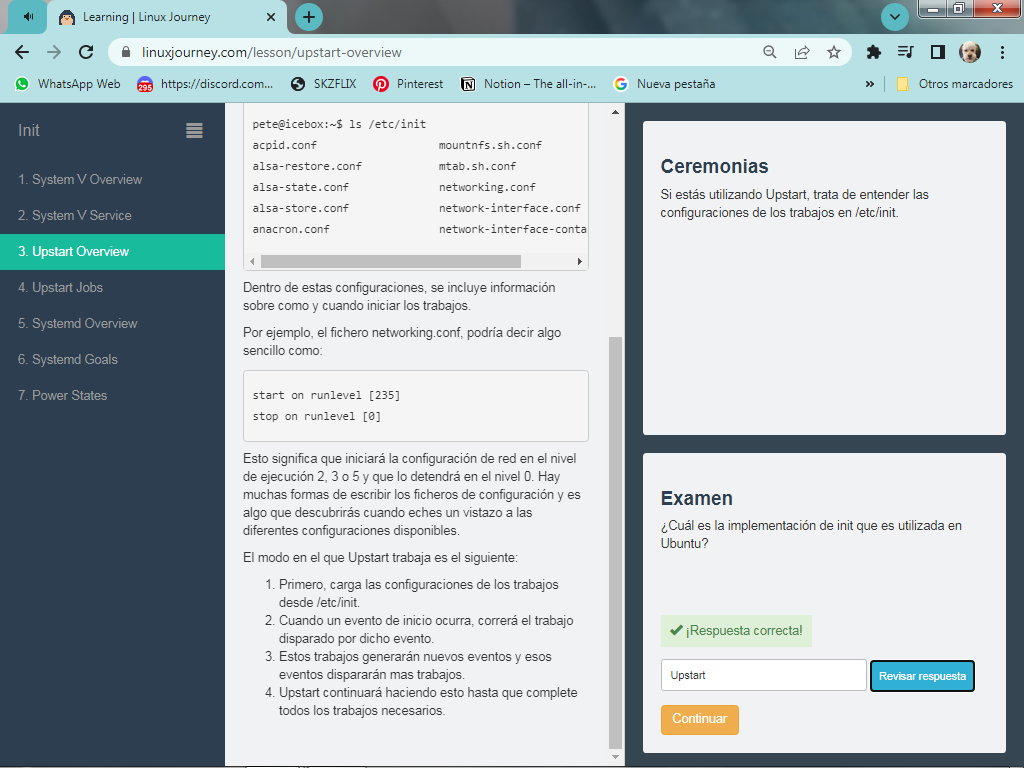 Learning | Linux Journey
linuxjourney.com/lesson/upstart-overview
WhatsApp Web
295
https://discord.com...
SKZFLIX
Pinterest
Notion – The all-in-...
Nueva pestaña
»
Otros marcadores
Init
1. System V Overview
2. System V Service
3. Upstart Overview
4. Upstart Jobs
5. Systemd Overview
6. Systemd Goals
7. Power States
pete@icebox:~$ ls /etc/init
acpid.conf mountnfs.sh.conf
alsa-restore.conf mtab.sh.conf
alsa-state.conf networking.conf
alsa-store.conf network-interface.conf
anacron.conf network-interface-conta
Dentro de estas configuraciones, se incluye información
sobre como y cuando iniciar los trabajos.
Por ejemplo, el fichero networking.conf, podría decir algo
sencillo como:
start on runlevel [235]
stop on runlevel [0]
Esto significa que iniciará la configuración de red en el nivel
de ejecución 2, 3 o 5 y que lo detendrá en el nivel 0. Hay
muchas formas de escribir los ficheros de configuración y es
algo que descubrirás cuando eches un vistazo a las
diferentes configuraciones disponibles.
El modo en el que Upstart trabaja es el siguiente:
1. Primero, carga las configuraciones de los trabajos
desde /etc/init.
2. Cuando un evento de inicio ocurra, correrá el trabajo
disparado por dicho evento.
3. Estos trabajos generarán nuevos eventos y esos
eventos dispararán mas trabajos.
4. Upstart continuará haciendo esto hasta que complete
todos los trabajos necesarios.
Ceremonias
Si estás utilizando Upstart, trata de entender las
configuraciones de los trabajos en /etc/init.
Examen
¿Cuál es la implementación de init que es utilizada en
Ubuntu?
¡Respuesta correcta!
Upstart
Revisar respuesta
Continuar